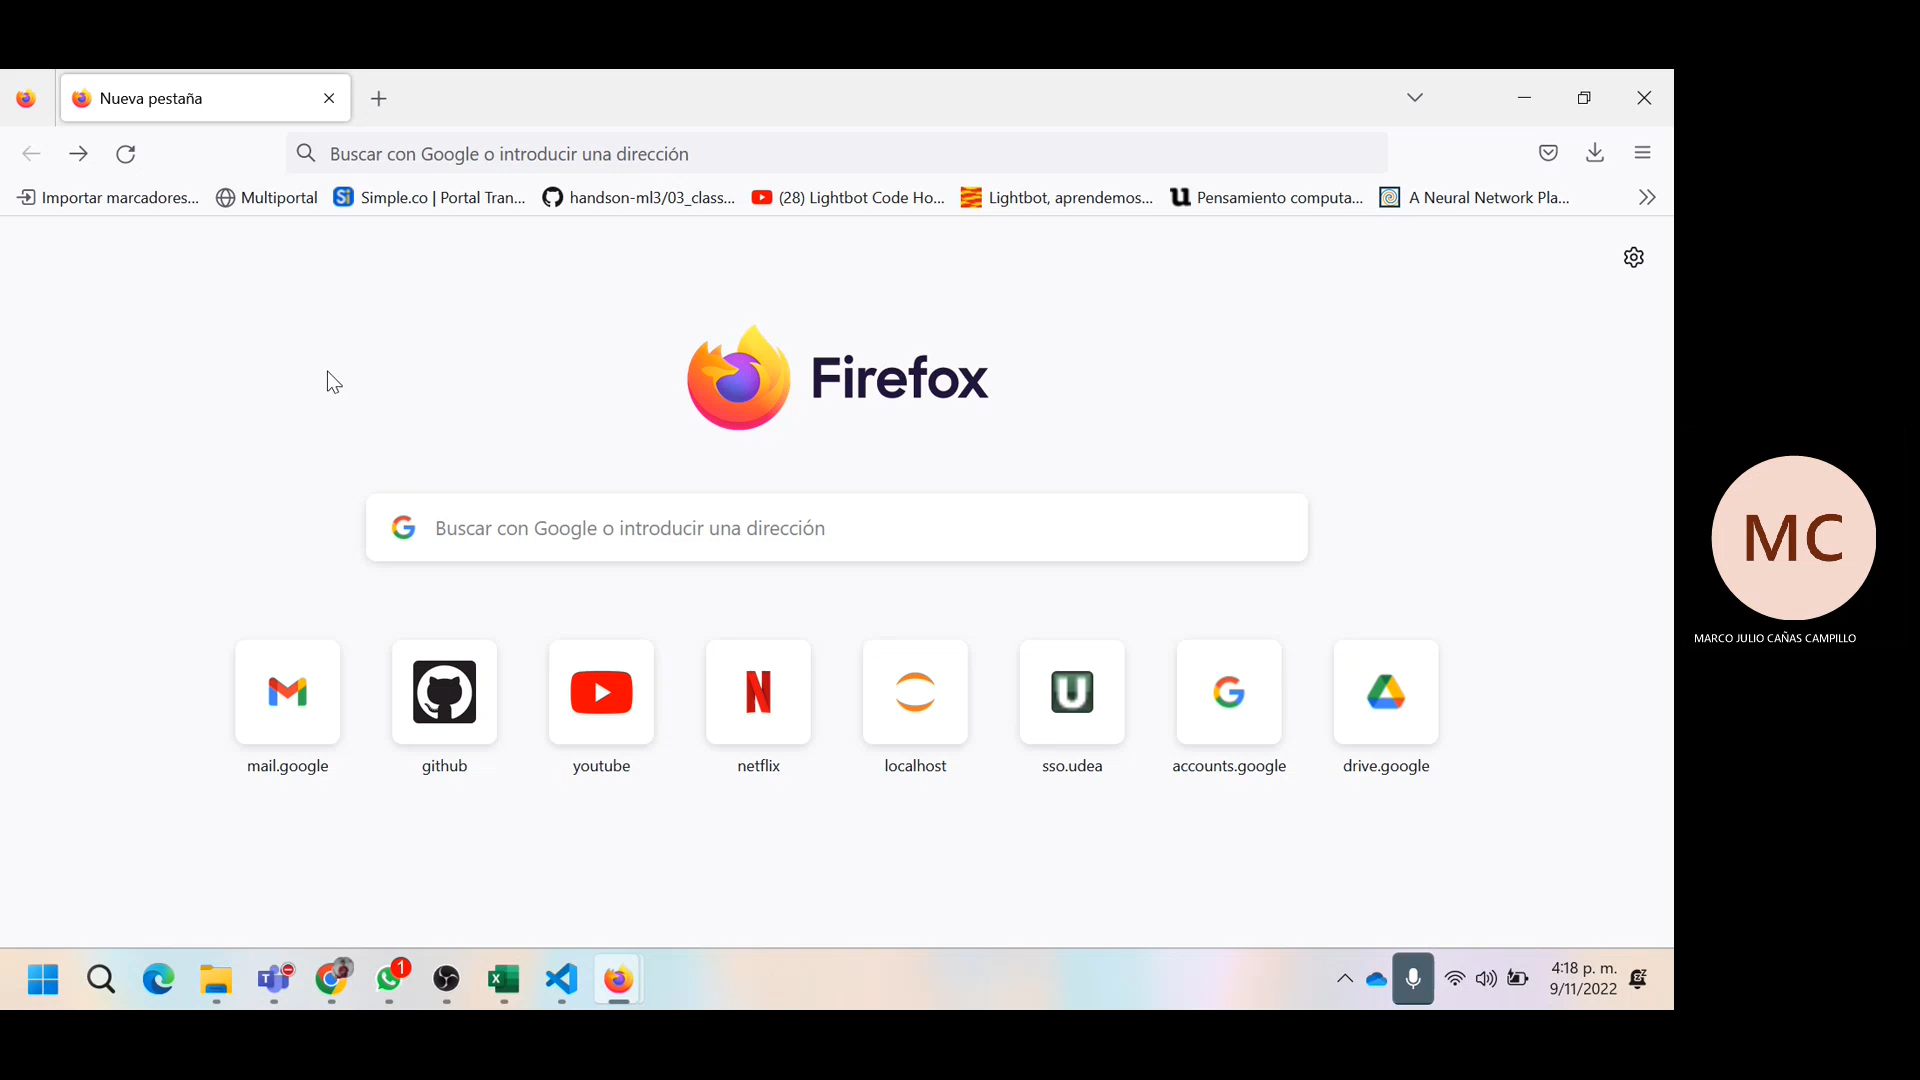 Nueva pestaña
Buscar con Google o introducir una dirección
Importar marcadores...
Multiportal
Simple.co | Portal Tran...
handson-ml3/03_class...
(28) Lightbot Code Ho...
Lightbot, aprendemos...
Pensamiento computa...
A Neural Network Pla...
Firefox
Buscar con Google o introducir una dirección
mail.google
github
youtube
netflix
localhost
sso.udea
accounts.google
drive.google
MC
MARCO JULIO CAÑAS CAMPILLO
1
4:18 p. m.
9/11/2022